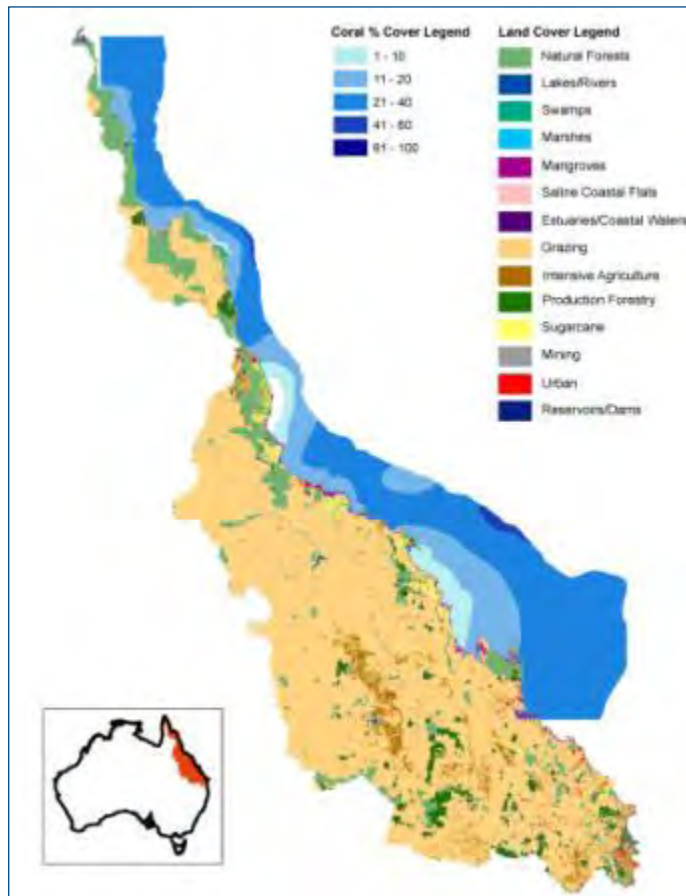 Coral % Cover Legend
1 - 10
11 - 20
21 - 40
41 - 60
61 - 100
Land Cover Legend
Natural Forests
Lakes/Rivers
Swamps
Marshes
Mangroves
Saline Coastal Flats
Estuaries/Coastal Waters
Grazing
Intensive Agriculture
Production Forestry
Sugarcane
Mining
Urban
Reservoirs/Dams